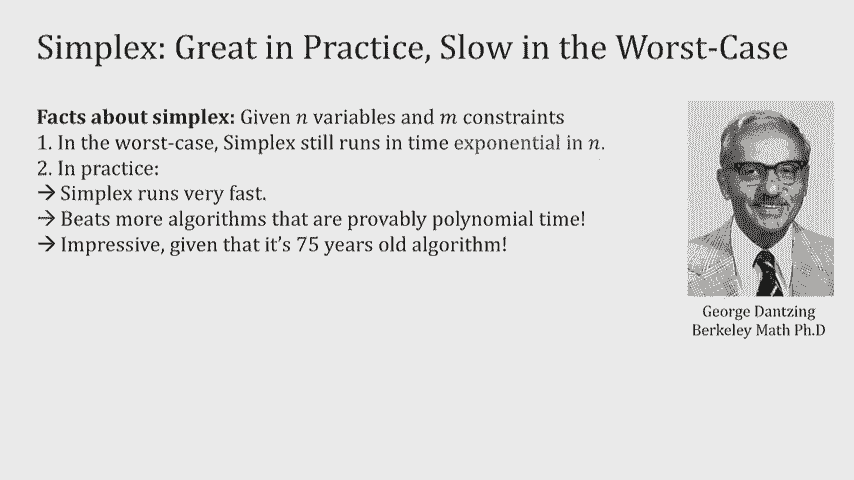 Simplex: Great in Practice, Slow in the Worst-Case
Facts about simplex: Given n variables and m constraints
1. In the worst-case, Simplex still runs in time exponential in n.
2. In practice:
→ Simplex runs very fast.
→ Beats more algorithms that are provably polynomial time!
→ Impressive, given that it's 75 years old algorithm!
George Dantzing
Berkeley Math Ph.D